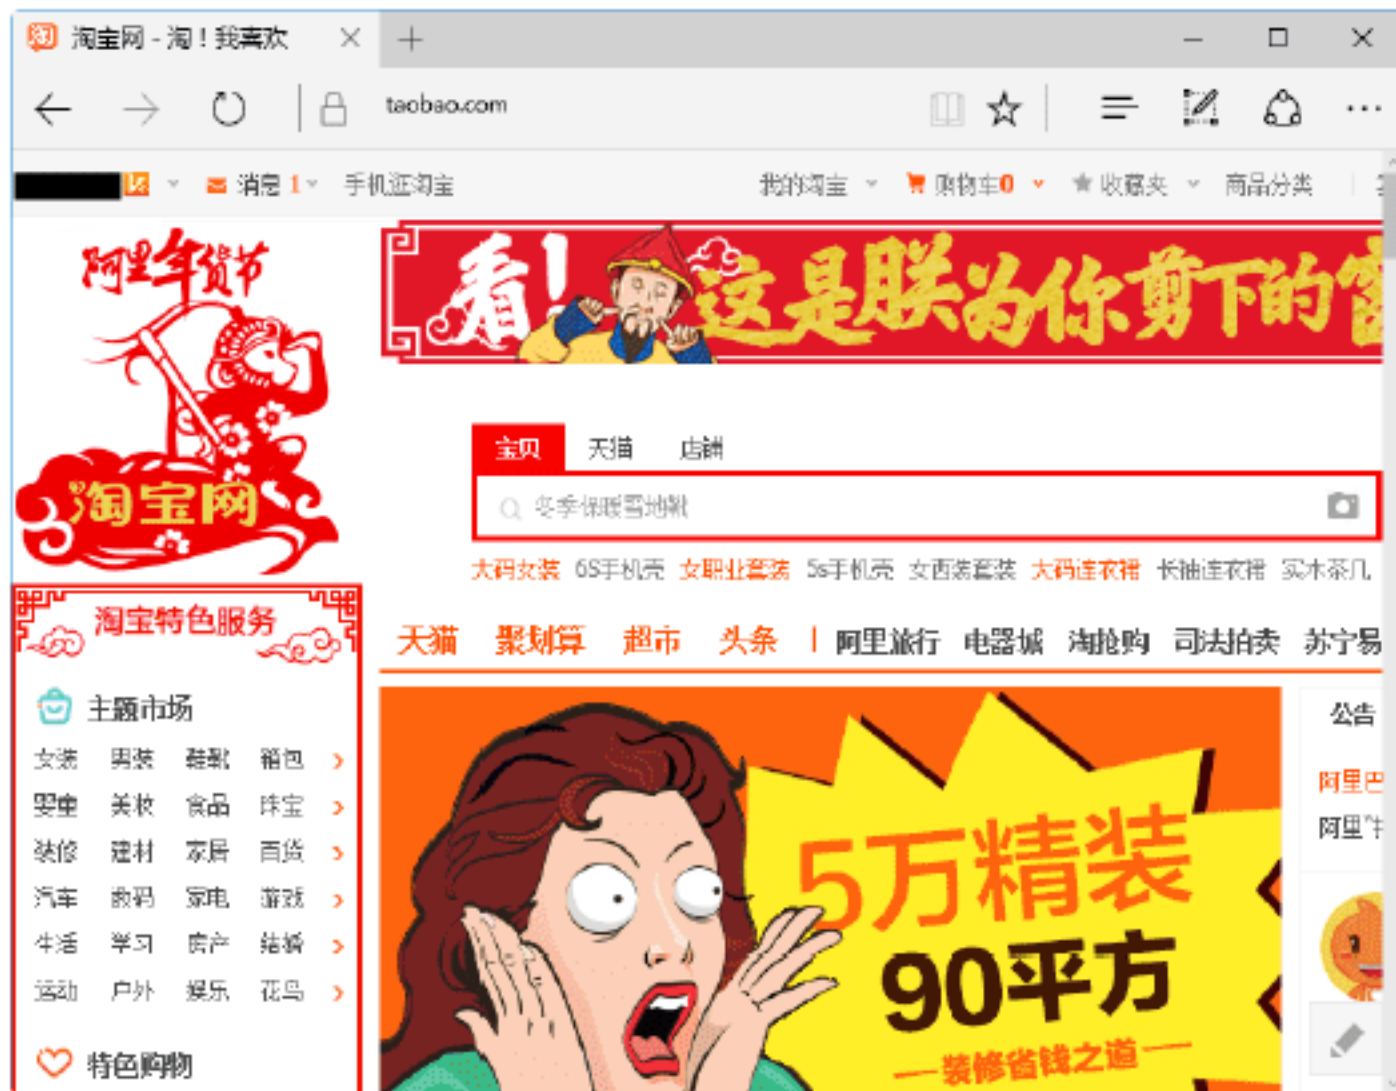 淘宝网 - 淘！我喜欢
taobao.com
消息 1
手机逛淘宝
我的淘宝
购物车0
收藏夹
商品分类
阿里年货节
淘宝网
看！这是朕为你剪下的
宝贝 天猫 店铺
冬季保暖雪地靴
大码女装 6S手机壳 女职业套装 5s手机壳 女西装套装 大码连衣裙 长袖连衣裙 实木茶几
淘宝特色服务
天猫 聚划算 超市 头条 | 阿里旅行 电器城 淘抢购 司法拍卖 苏宁易
主题市场
女装 男装 鞋靴 箱包
婴童 美妆 食品 珠宝
装修 建材 家居 百货
汽车 数码 家电 游戏
生活 学习 房产 结婚
运动 户外 娱乐 花鸟
特色购物
5万精装
90平方
装修省钱之道
公告
阿里巴
阿里"